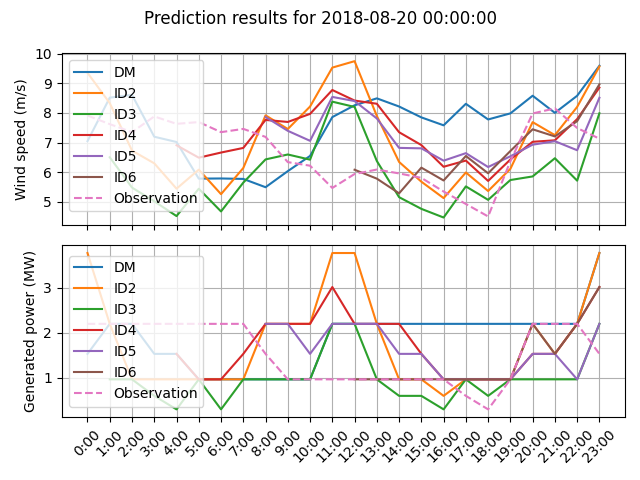 Prediction results for 2018-08-20 00:00:00
Wind speed (m/s)
10
9
8
7
6
5
DM
ID2
ID3
ID4
ID5
ID6
Observation
Generated power (MW)
3
2
1
DM
ID2
ID3
ID4
ID5
ID6
Observation
0:00 1:00 2:00 3:00 4:00 5:00 6:00 7:00 8:00 9:00 10:00 11:00 12:00 13:00 14:00 15:00 16:00 17:00 18:00 19:00 20:00 21:00 22:00 23:00